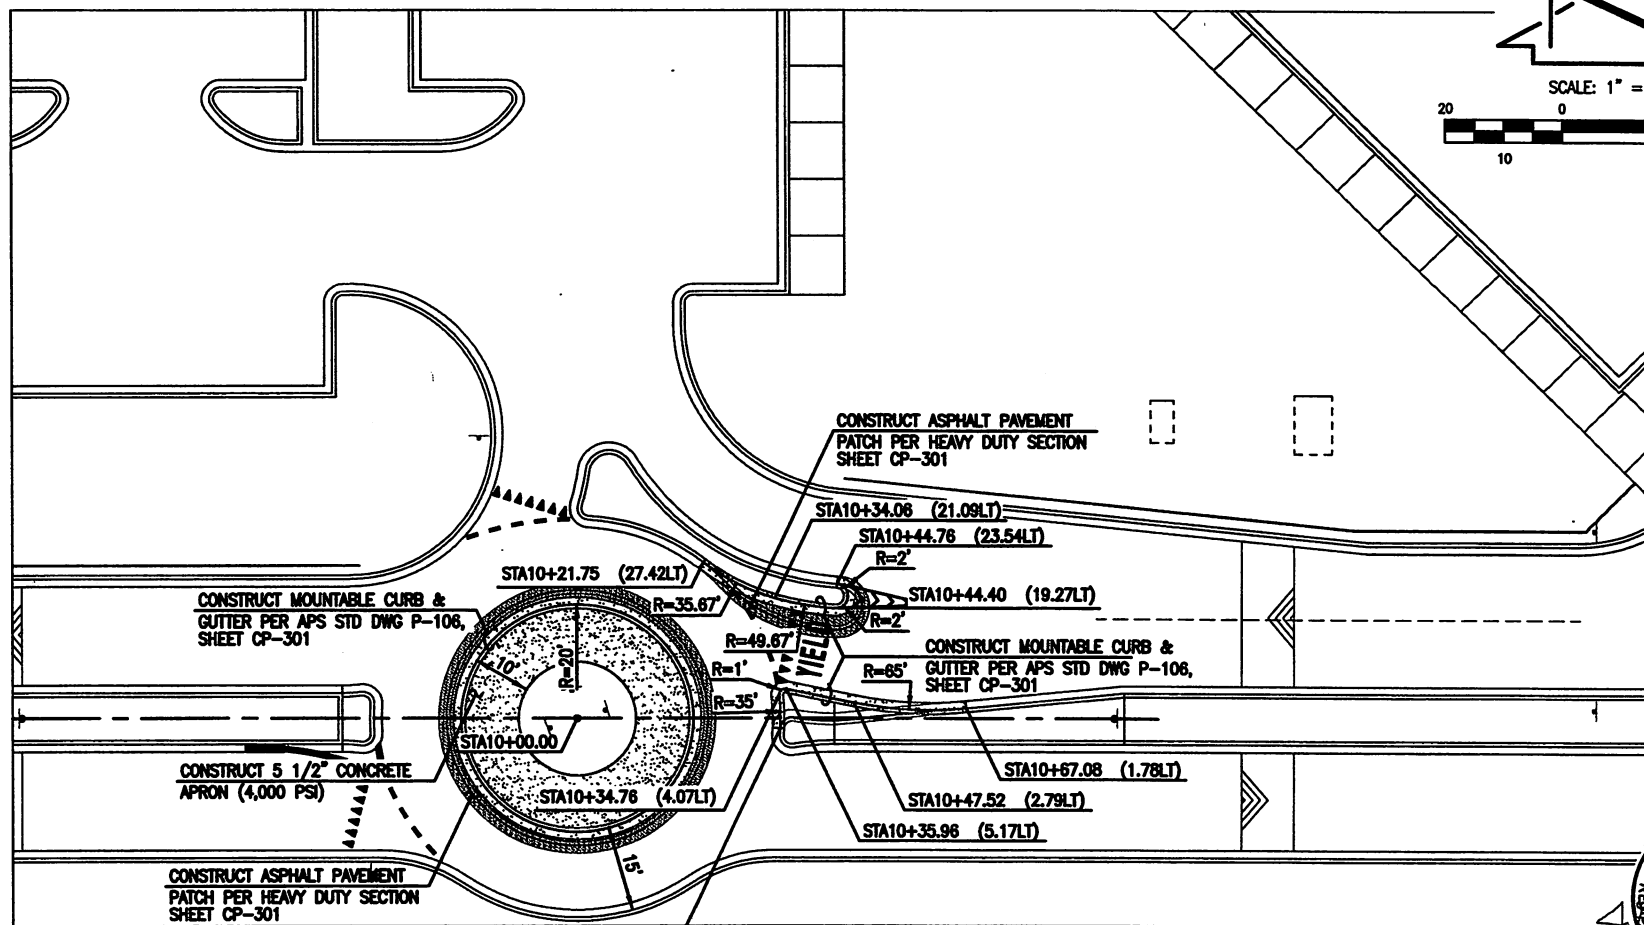 SCALE: 1" =
20
0
10
CONSTRUCT ASPHALT PAVEMENT
PATCH PER HEAVY DUTY SECTION
SHEET CP-301
STA10+34.06 (21.09LT)
STA10+44.76 (23.54LT)
R=2'
STA10+21.75 (27.42LT)
STA10+44.40 (19.27LT)
CONSTRUCT MOUNTABLE CURB &
GUTTER PER APS STD DWG P-106,
SHEET CP-301
R=35.67'
R=2'
R=49.67'
YIELD
CONSTRUCT MOUNTABLE CURB &
GUTTER PER APS STD DWG P-106,
SHEET CP-301
10'
R=20'
R=1'
R=65'
R=35'
STA10+00.00
CONSTRUCT 5 1/2" CONCRETE
APRON (4,000 PSI)
STA10+67.08 (1.78LT)
STA10+34.76 (4.07LT)
STA10+47.52 (2.79LT)
STA10+35.96 (5.17LT)
15'
CONSTRUCT ASPHALT PAVEMENT
PATCH PER HEAVY DUTY SECTION
SHEET CP-301